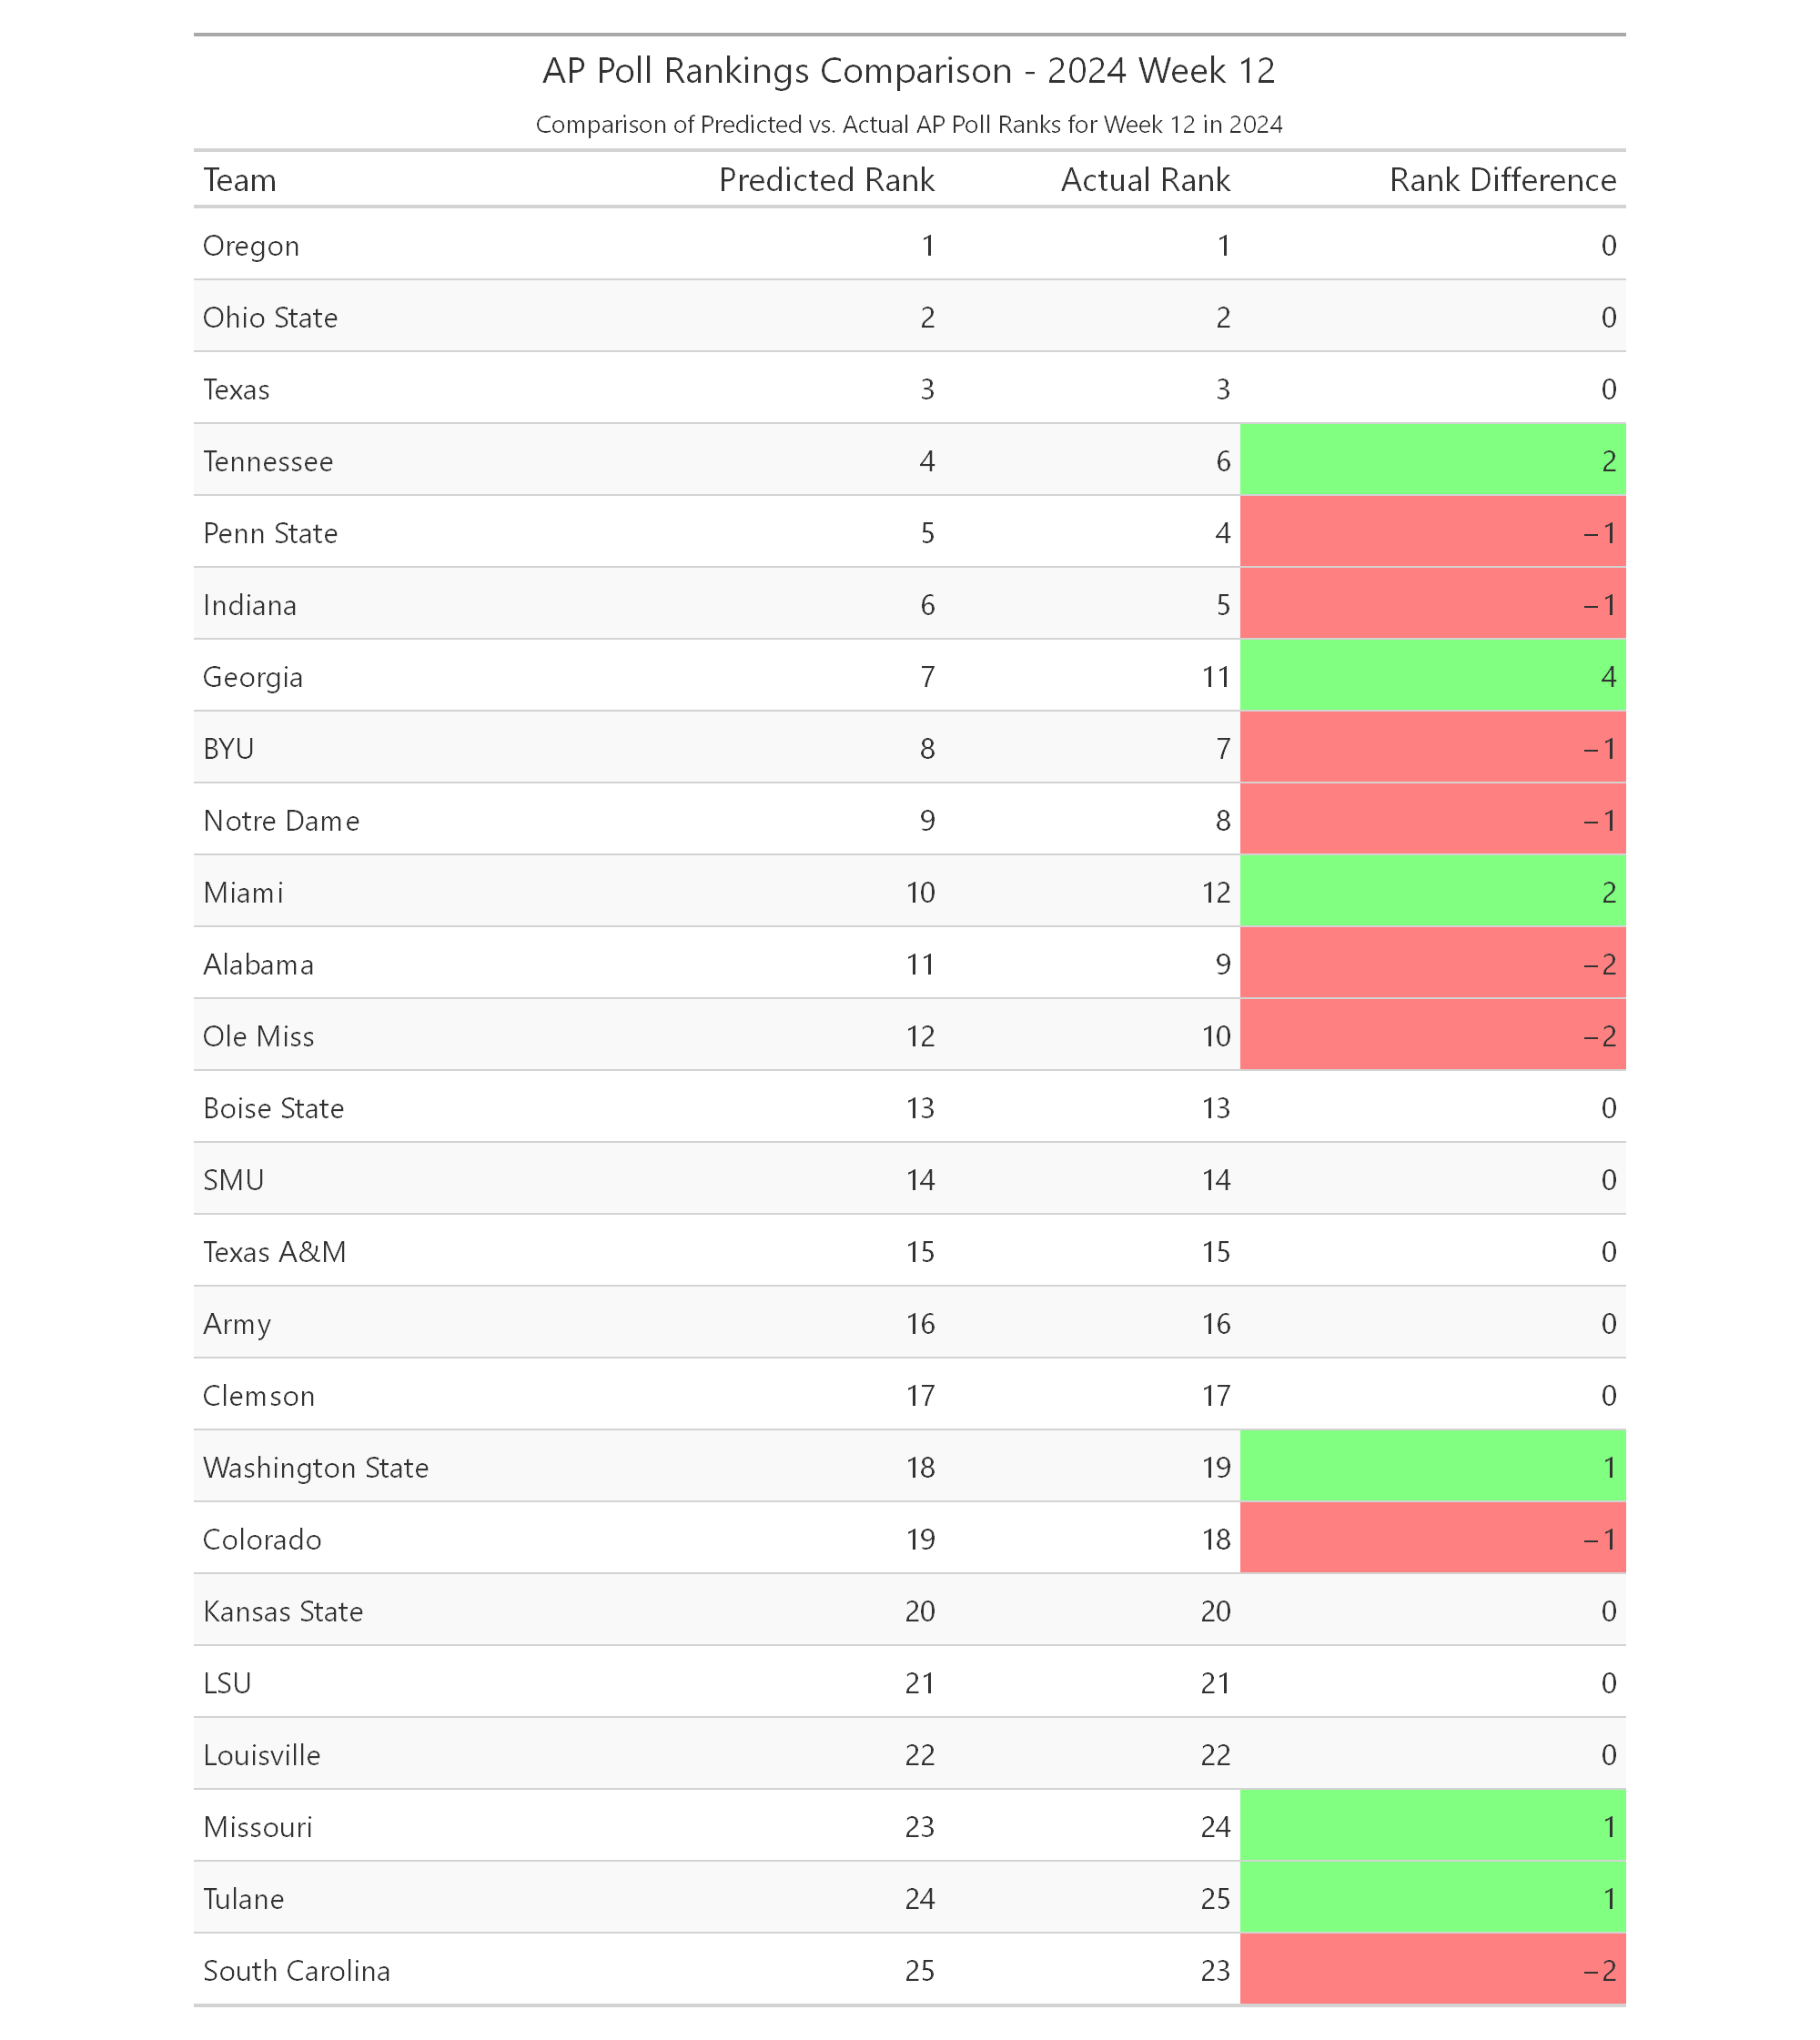 AP Poll Rankings Comparison - 2024 Week 12
Comparison of Predicted vs. Actual AP Poll Ranks for Week 12 in 2024
Team Predicted Rank Actual Rank Rank Difference
Oregon 1 1 0
Ohio State 2 2 0
Texas 3 3 0
Tennessee 4 6 2
Penn State 5 4 −1
Indiana 6 5 −1
Georgia 7 11 4
BYU 8 7 −1
Notre Dame 9 8 −1
Miami 10 12 2
Alabama 11 9 −2
Ole Miss 12 10 −2
Boise State 13 13 0
SMU 14 14 0
Texas A&M 15 15 0
Army 16 16 0
Clemson 17 17 0
Washington State 18 19 1
Colorado 19 18 −1
Kansas State 20 20 0
LSU 21 21 0
Louisville 22 22 0
Missouri 23 24 1
Tulane 24 25 1
South Carolina 25 23 −2